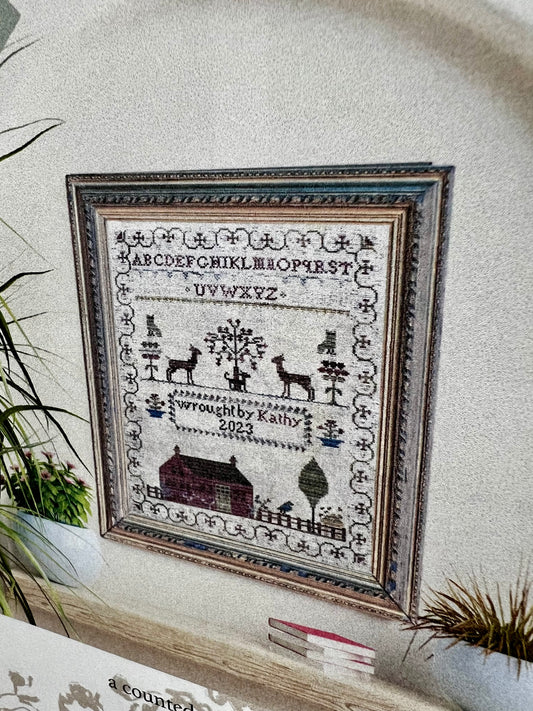 ABCDEFGHIKLMNOPQRST
UVWXYZ
wrought by Kathy
2023
a counted